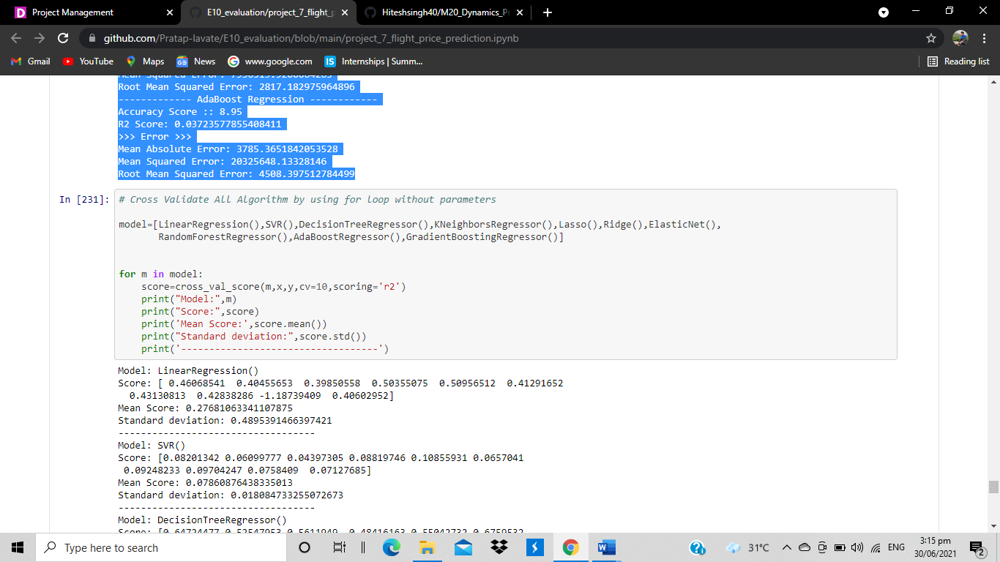 Project Management
E10_evaluation/project_7_flight_p
Hiteshsingh40/M20_Dynamics_Pr
github.com/Pratap-lavate/E10_evaluation/blob/main/project_7_flight_price_prediction.ipynb
Gmail YouTube Maps News www.google.com Internships | Summ... Reading list
Root Mean Squared Error: 2817.182975964896
------------- AdaBoost Regression ------------
Accuracy Score :: 8.95
R2 Score: 0.03723577855408411
>>> Error >>>
Mean Absolute Error: 3785.3651842053528
Mean Squared Error: 20325648.13328146
Root Mean Squared Error: 4508.397512784499
In [231]: # Cross Validate All Algorithm by using for loop without parameters
model=[LinearRegression(),SVR(),DecisionTreeRegressor(),KNeighborsRegressor(),Lasso(),Ridge(),ElasticNet(),
RandomForestRegressor(),AdaBoostRegressor(),GradientBoostingRegressor()]
for m in model:
score=cross_val_score(m,x,y,cv=10,scoring='r2')
print("Model:",m)
print("Score:",score)
print('Mean Score:',score.mean())
print("Standard deviation:",score.std())
print('-----------------------------------')
Model: LinearRegression()
Score: [ 0.46068541 0.40455653 0.39850558 0.50355075 0.50956512 0.41291652
0.43130813 0.42838286 -1.18739409 0.40602952]
Mean Score: 0.27681063341107875
Standard deviation: 0.4895391466397421
-----------------------------------
Model: SVR()
Score: [0.08201342 0.06099777 0.04397305 0.08819746 0.10855931 0.0657041
0.09248233 0.09704247 0.0758409 0.07127685]
Mean Score: 0.07860876438335013
Standard deviation: 0.018084733255072673
-----------------------------------
Model: DecisionTreeRegressor()
Type here to search
31°C
ENG
3:15 pm
30/06/2021
2